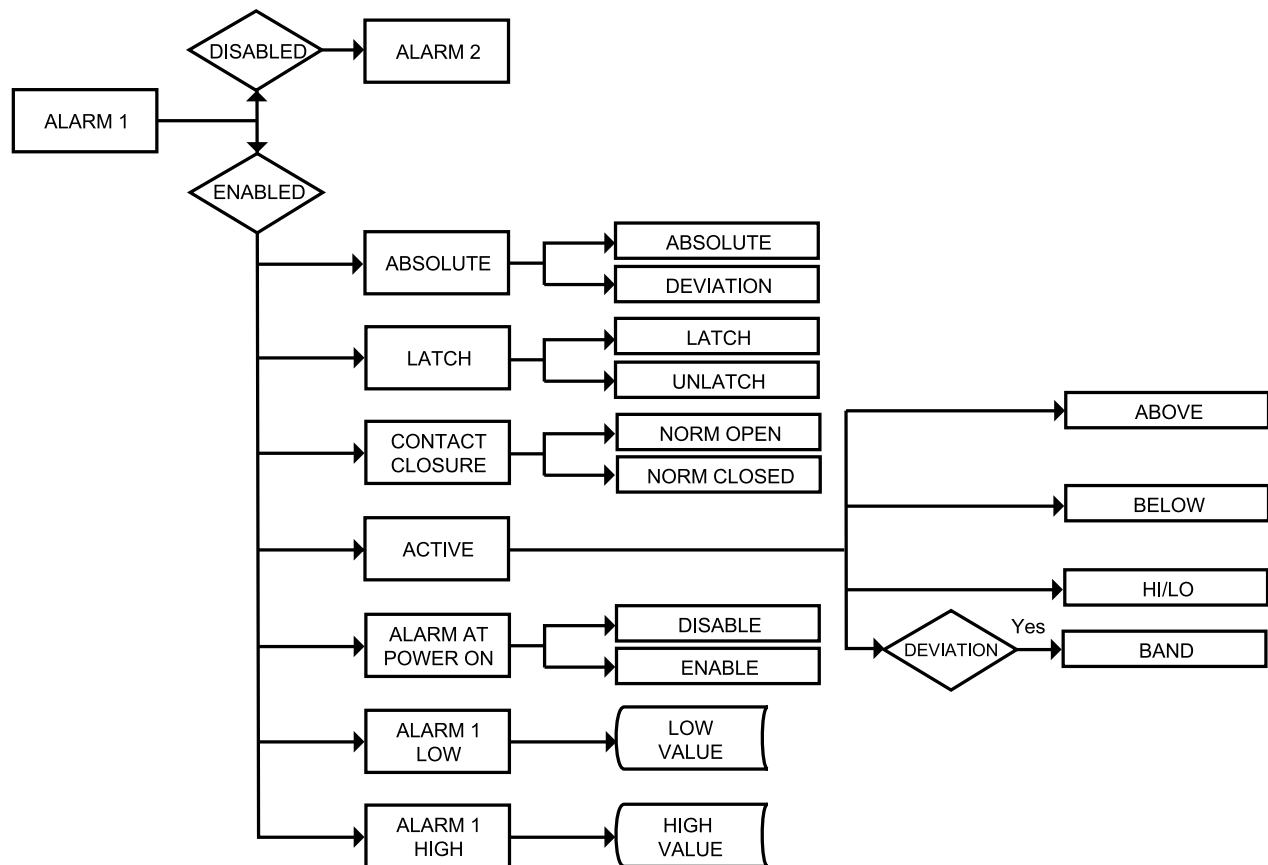 DISABLED
ALARM 2
ALARM 1
ENABLED
ABSOLUTE
ABSOLUTE
DEVIATION
LATCH
LATCH
UNLATCH
CONTACT
CLOSURE
NORM OPEN
NORM CLOSED
ACTIVE
ABOVE
BELOW
HI/LO
DEVIATION
Yes
BAND
ALARM AT
POWER ON
DISABLE
ENABLE
ALARM 1
LOW
LOW
VALUE
ALARM 1
HIGH
HIGH
VALUE